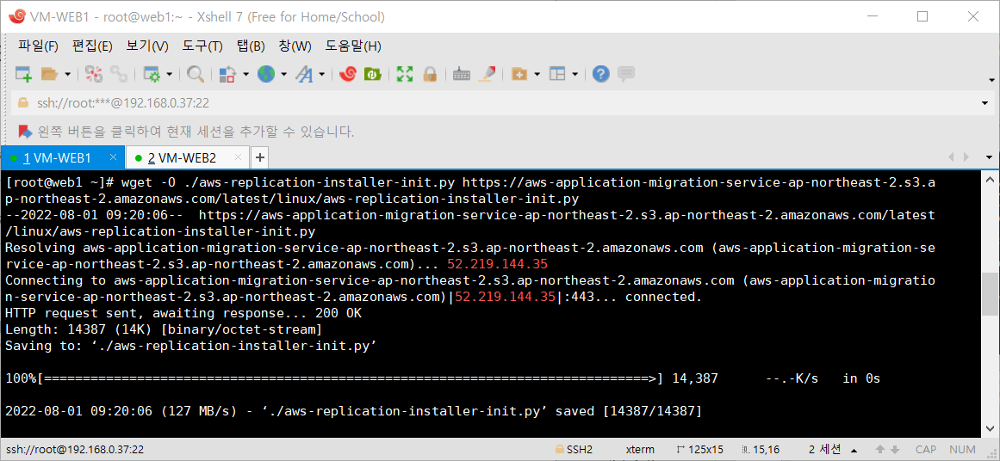 VM-WEB1 - root@web1:~ - Xshell 7 (Free for Home/School)
파일(F) 편집(E) 보기(V) 도구(T) 탭(B) 창(W) 도움말(H)
ssh://root:***@192.168.0.37:22
왼쪽 버튼을 클릭하여 현재 세션을 추가할 수 있습니다.
1 VM-WEB1 2 VM-WEB2
[root@web1 ~]# wget -O ./aws-replication-installer-init.py https://aws-application-migration-service-ap-northeast-2.s3.a
p-northeast-2.amazonaws.com/latest/linux/aws-replication-installer-init.py
--2022-08-01 09:20:06--  https://aws-application-migration-service-ap-northeast-2.s3.ap-northeast-2.amazonaws.com/latest
/linux/aws-replication-installer-init.py
Resolving aws-application-migration-service-ap-northeast-2.s3.ap-northeast-2.amazonaws.com (aws-application-migration-se
rvice-ap-northeast-2.s3.ap-northeast-2.amazonaws.com)... 52.219.144.35
Connecting to aws-application-migration-service-ap-northeast-2.s3.ap-northeast-2.amazonaws.com (aws-application-migratio
n-service-ap-northeast-2.s3.ap-northeast-2.amazonaws.com)|52.219.144.35|:443... connected.
HTTP request sent, awaiting response... 200 OK
Length: 14387 (14K) [binary/octet-stream]
Saving to: ‘./aws-replication-installer-init.py’
100%[==============================================================================>] 14,387      --.-K/s   in 0s
2022-08-01 09:20:06 (127 MB/s) - ‘./aws-replication-installer-init.py’ saved [14387/14387]
ssh://root@192.168.0.37:22 SSH2 xterm 125x15 15,16 2 세션 CAP NUM